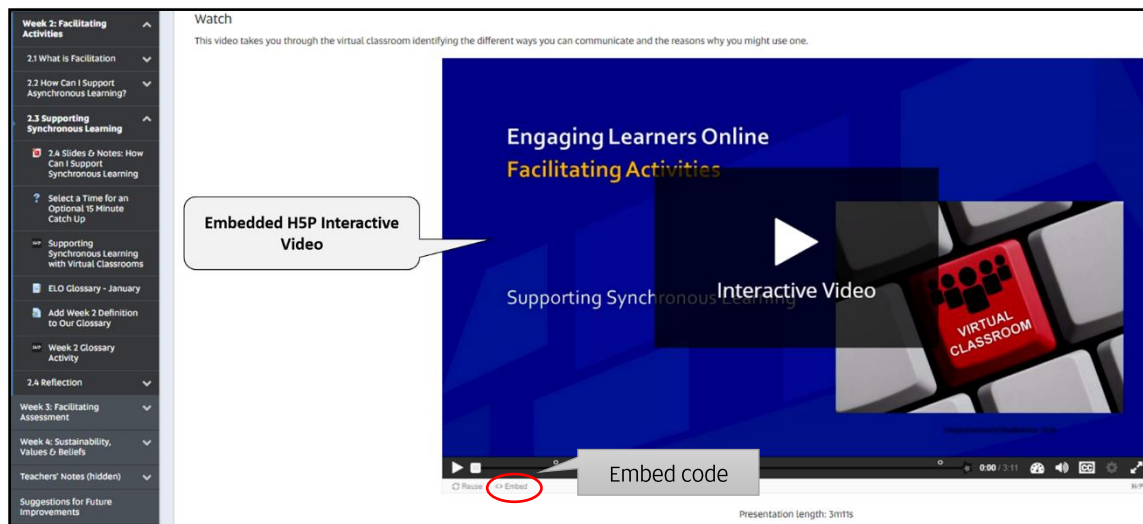 Week 2: Facilitating
Activities
2.1 What is Facilitation
2.2 How Can I Support
Asynchronous Learning?
2.3 Supporting
Synchronous Learning
2.4 Slides & Notes: How
Can I Support
Synchronous Learning
Select a Time for an
Optional 15 Minute
Catch Up
Supporting
Synchronous Learning
with Virtual Classrooms
ELO Glossary - January
Add Week 2 Definition
to Our Glossary
Week 2 Glossary
Activity
2.4 Reflection
Week 3: Facilitating
Assessment
Week 4: Sustainability,
Values & Beliefs
Teachers' Notes (hidden)
Suggestions for Future
Improvements
Watch
This video takes you through the virtual classroom identifying the different ways you can communicate and the reasons why you might use one.
Embedded H5P Interactive
Video
Engaging Learners Online
Facilitating Activities
Supporting Synchronous Learning
Interactive Video
VIRTUAL
CLASSROOM
0:00 / 3:11
CC
Embed code
Reuse <> Embed
Presentation length: 3m11s